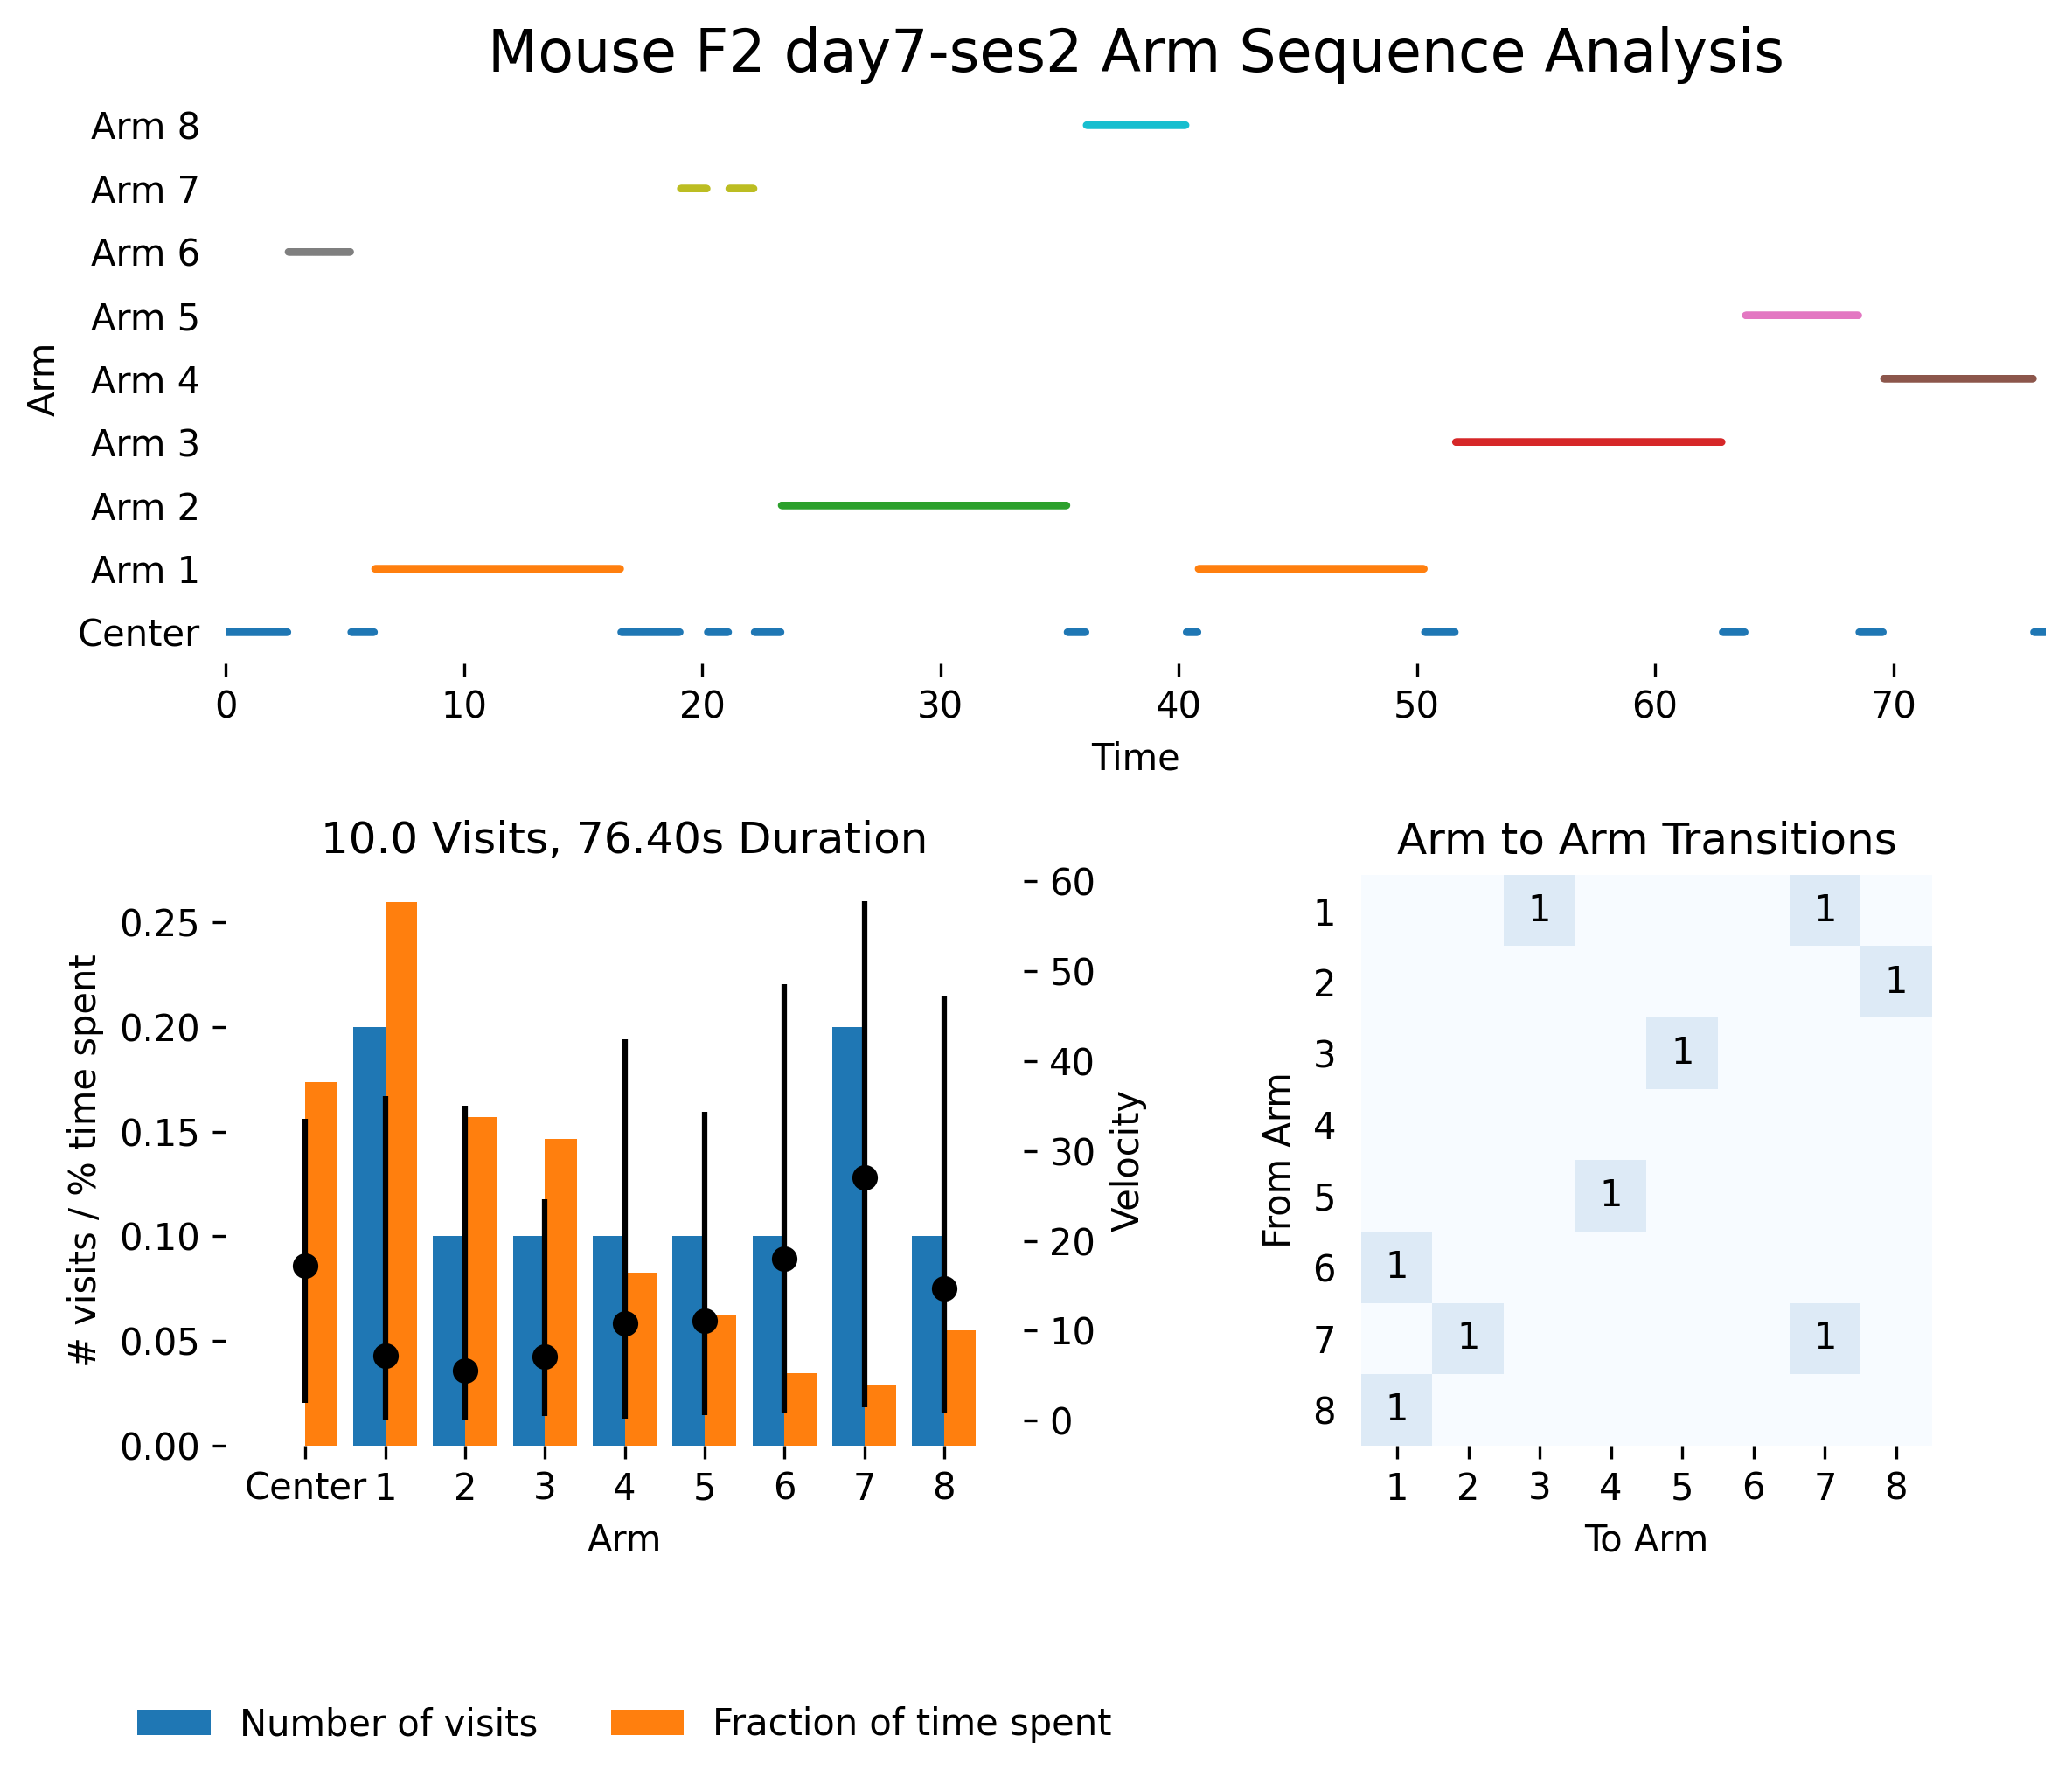 Mouse F2 day7-ses2 Arm Sequence Analysis
Arm 8
Arm 7
Arm 6
Arm 5
Arm 4
Arm 3
Arm 2
Arm 1
Center
Arm
0 10 20 30 40 50 60 70
Time
10.0 Visits, 76.40s Duration
0.25
0.20
0.15
0.10
0.05
0.00
# visits / % time spent
60
50
40
30
20
10
0
Velocity
Center 1 2 3 4 5 6 7 8
Arm
Arm to Arm Transitions
1 1 1
2 1
3 1
4
5 1
6 1
7 1 1
8 1
From Arm
1 2 3 4 5 6 7 8
To Arm
Number of visits Fraction of time spent